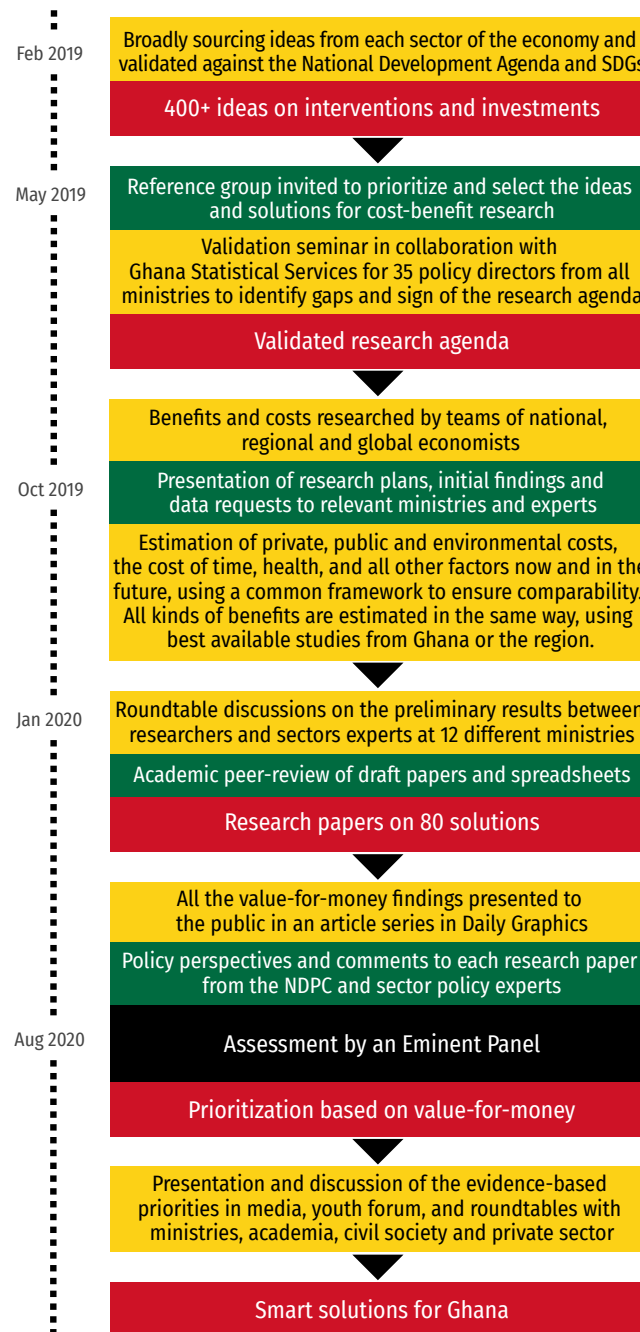 Feb 2019
Broadly sourcing ideas from each sector of the economy and
validated against the National Development Agenda and SDGs
400+ ideas on interventions and investments
May 2019
Reference group invited to prioritize and select the ideas
and solutions for cost-benefit research
Validation seminar in collaboration with
Ghana Statistical Services for 35 policy directors from all
ministries to identify gaps and sign of the research agenda
Validated research agenda
Benefits and costs researched by teams of national,
regional and global economists
Oct 2019
Presentation of research plans, initial findings and
data requests to relevant ministries and experts
Estimation of private, public and environmental costs,
the cost of time, health, and all other factors now and in the
future, using a common framework to ensure comparability.
All kinds of benefits are estimated in the same way, using
best available studies from Ghana or the region.
Jan 2020
Roundtable discussions on the preliminary results between
researchers and sectors experts at 12 different ministries
Academic peer-review of draft papers and spreadsheets
Research papers on 80 solutions
All the value-for-money findings presented to
the public in an article series in Daily Graphics
Policy perspectives and comments to each research paper
from the NDPC and sector policy experts
Aug 2020
Assessment by an Eminent Panel
Prioritization based on value-for-money
Presentation and discussion of the evidence-based
priorities in media, youth forum, and roundtables with
ministries, academia, civil society and private sector
Smart solutions for Ghana